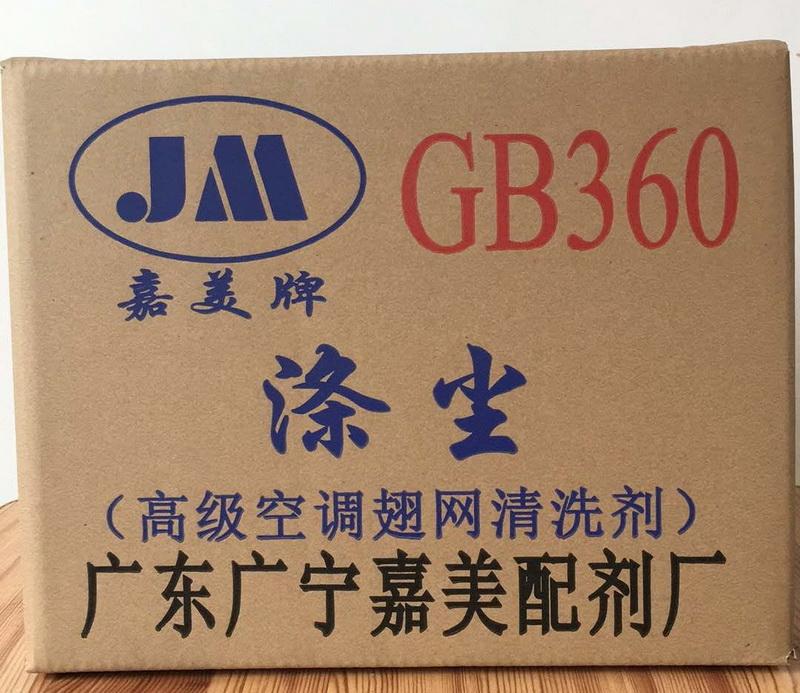 JM
GB360
嘉美牌
涤尘
（高级空调翅网清洗剂）
广东广宁嘉美配剂厂